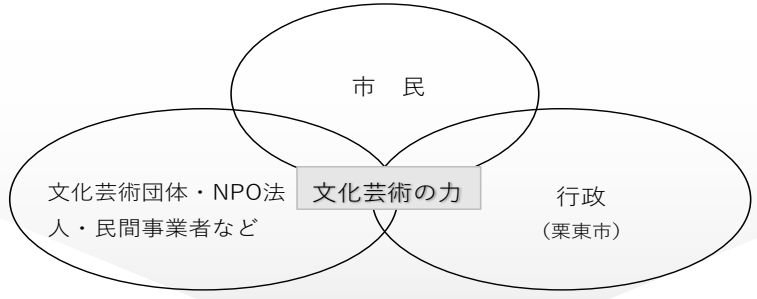 市　民
文化芸術団体・NPO法
人・民間事業者など
文化芸術の力
行政
（栗東市）